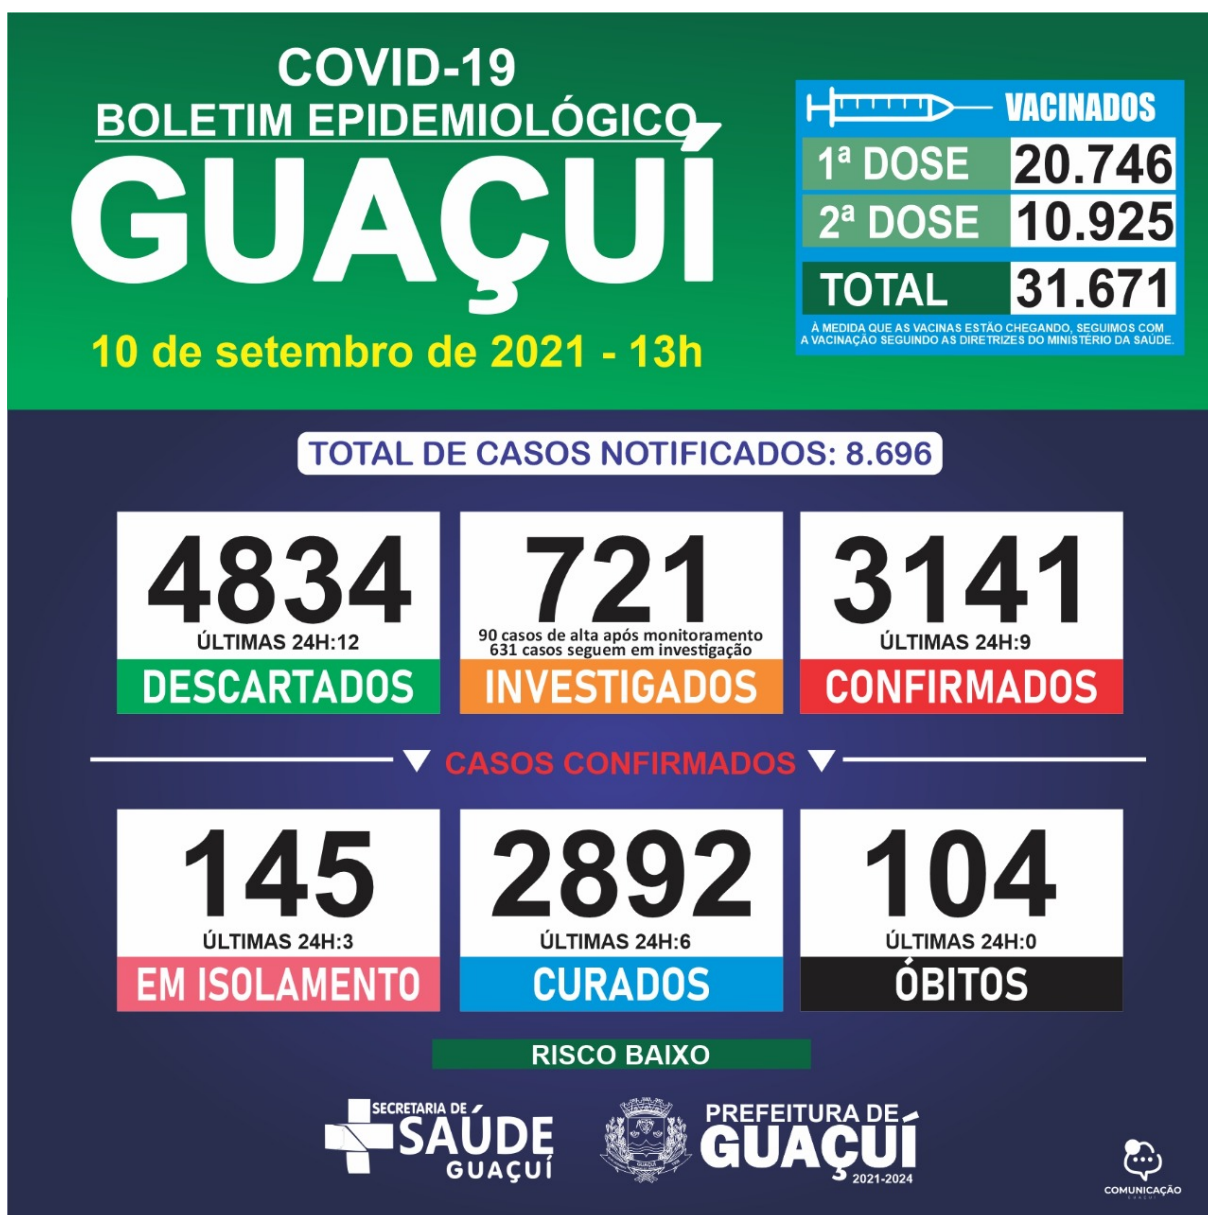 COVID-19
BOLETIM EPIDEMIOLÓGICO
GUAÇUÍ
10 de setembro de 2021 - 13h
VACINADOS
1ª DOSE 20.746
2ª DOSE 10.925
TOTAL 31.671
À MEDIDA QUE AS VACINAS ESTÃO CHEGANDO, SEGUIMOS COM
A VACINAÇÃO SEGUINDO AS DIRETRIZES DO MINISTÉRIO DA SAÚDE.
TOTAL DE CASOS NOTIFICADOS: 8.696
4834
ÚLTIMAS 24H:12
DESCARTADOS
721
90 casos de alta após monitoramento
631 casos seguem em investigação
INVESTIGADOS
3141
ÚLTIMAS 24H:9
CONFIRMADOS
CASOS CONFIRMADOS
145
ÚLTIMAS 24H:3
EM ISOLAMENTO
2892
ÚLTIMAS 24H:6
CURADOS
104
ÚLTIMAS 24H:0
ÓBITOS
RISCO BAIXO
SECRETARIA DE
SAÚDE
GUAÇUÍ
PREFEITURA DE
GUAÇUÍ
2021-2024
COMUNICAÇÃO